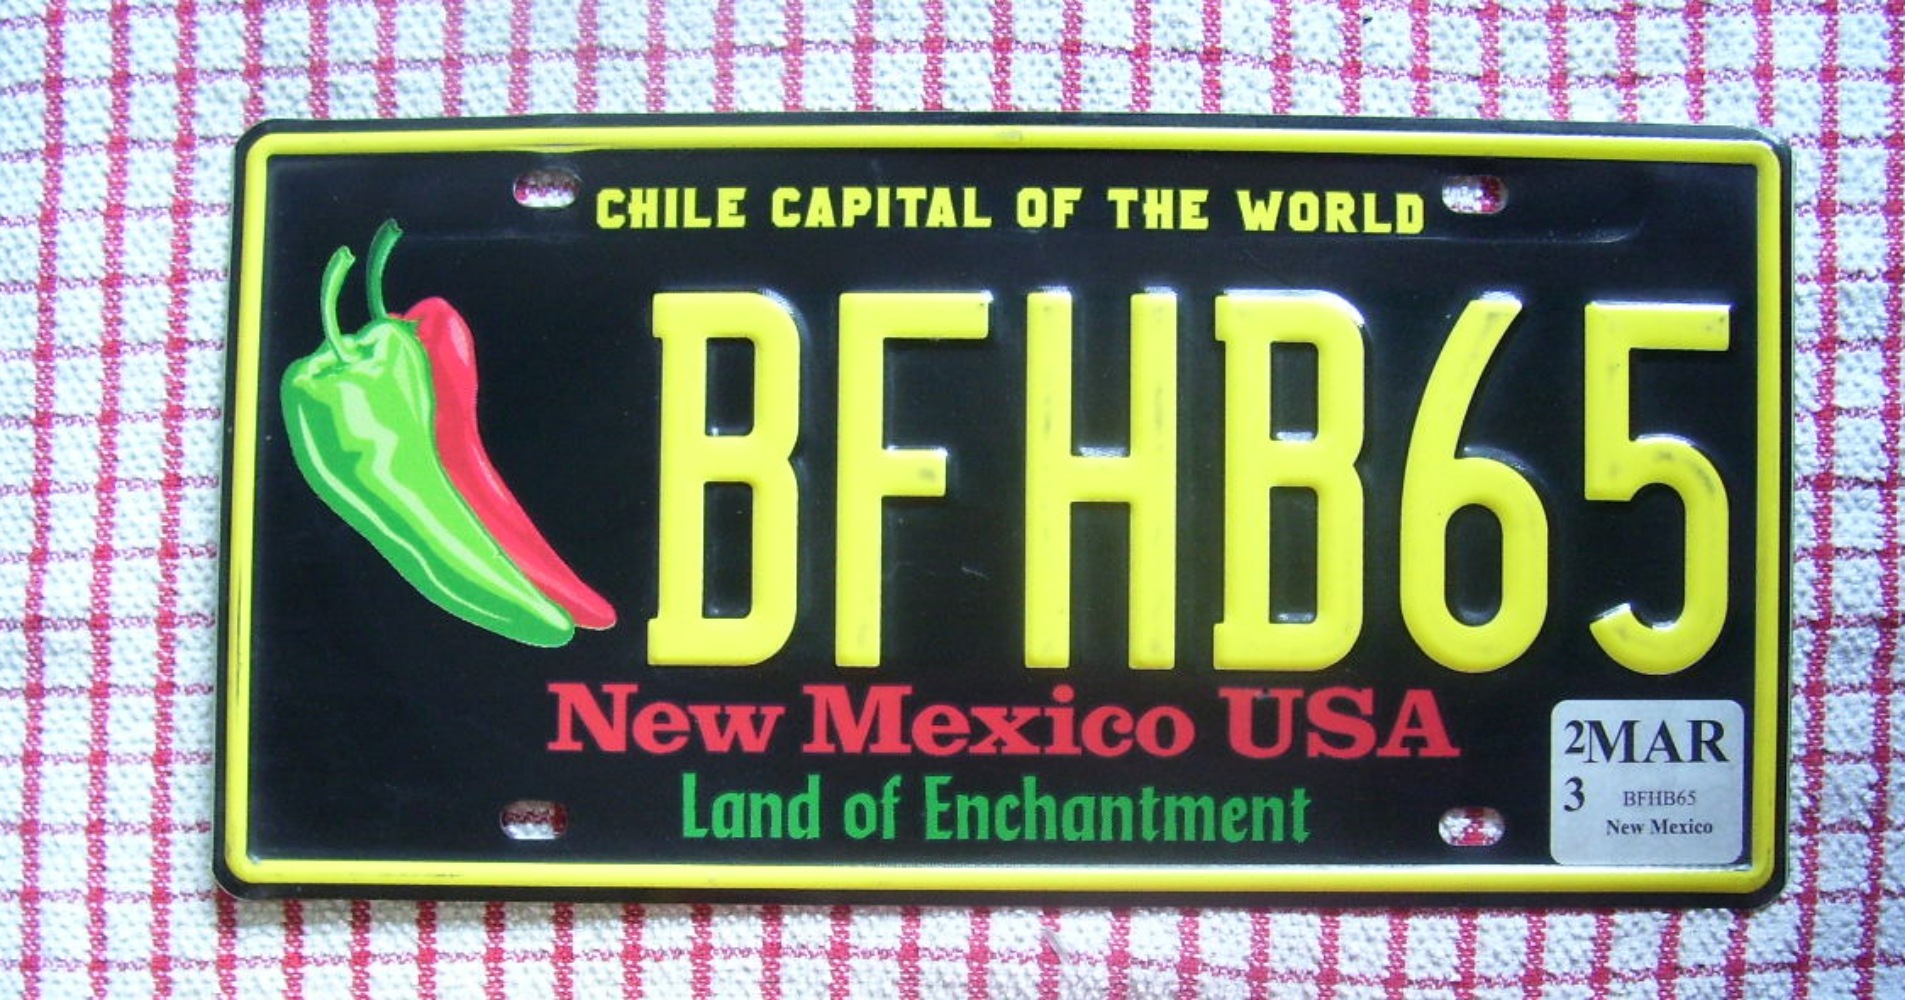 CHILE CAPITAL OF THE WORLD
BFHB65
New Mexico USA
Land of Enchantment
2MAR
3 BFHB65
New Mexico